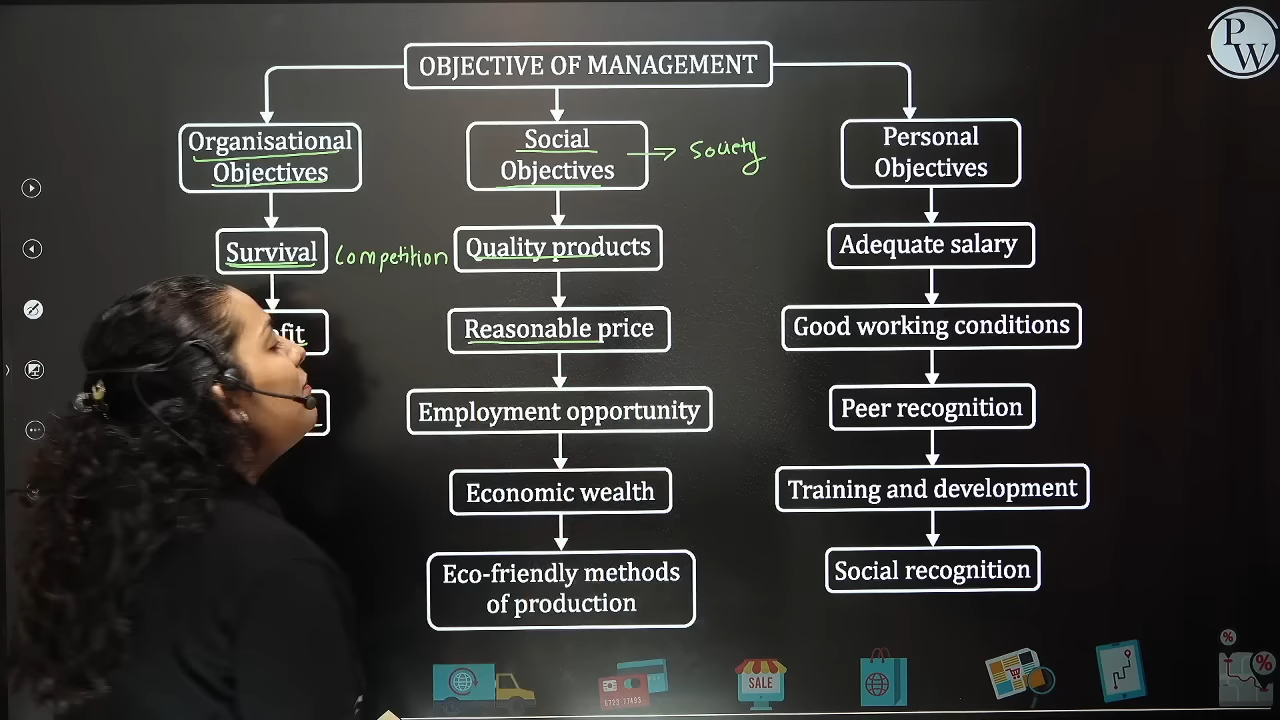 PW
OBJECTIVE OF MANAGEMENT
Organisational
Objectives
Survival
Competition
fit
Social
Objectives
Society
Quality products
Reasonable price
Employment opportunity
Economic wealth
Eco-friendly methods
of production
Personal
Objectives
Adequate salary
Good working conditions
Peer recognition
Training and development
Social recognition
SALE
%
%